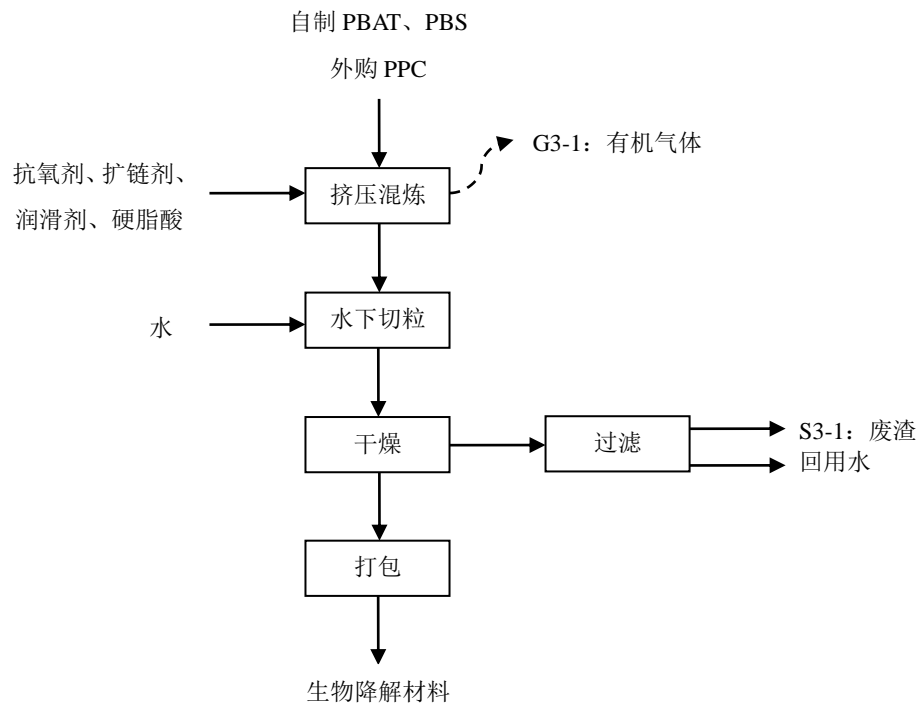 自制 PBAT、PBS
外购 PPC
G3-1：有机气体
抗氧剂、扩链剂、
润滑剂、硬脂酸
挤压混炼
水下切粒
水
干燥
过滤
S3-1：废渣
回用水
打包
生物降解材料